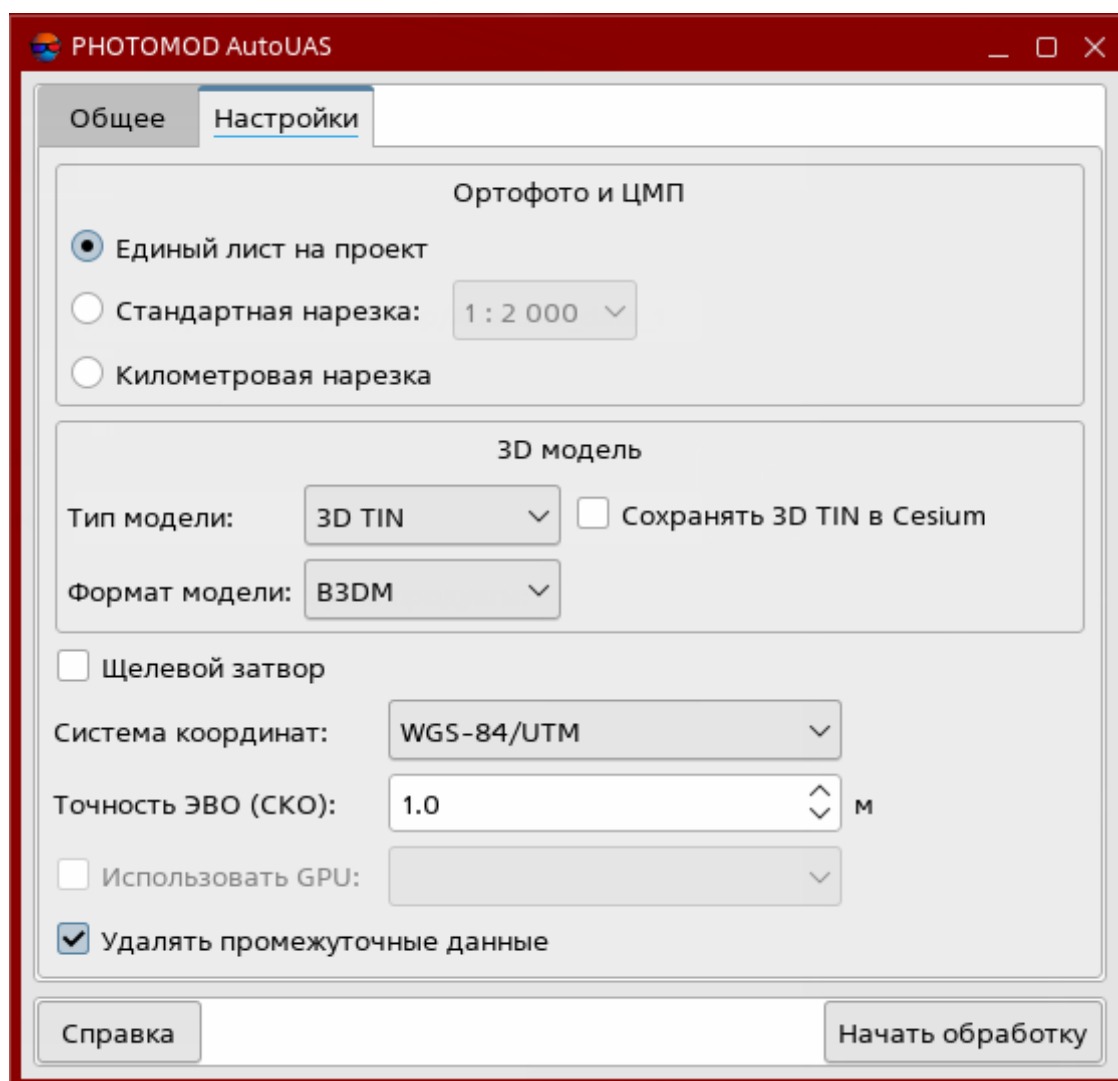 PHOTOMOD AutoUAS
Общее Настройки
Ортофото и ЦМП
Единый лист на проект
Стандартная нарезка: 1 : 2 000
Километровая нарезка
3D модель
Тип модели: 3D TIN Сохранять 3D TIN в Cesium
Формат модели: B3DM
Щелевой затвор
Система координат: WGS-84/UTM
Точность ЭВО (СКО): 1.0 м
Использовать GPU:
Удалять промежуточные данные
Справка Начать обработку